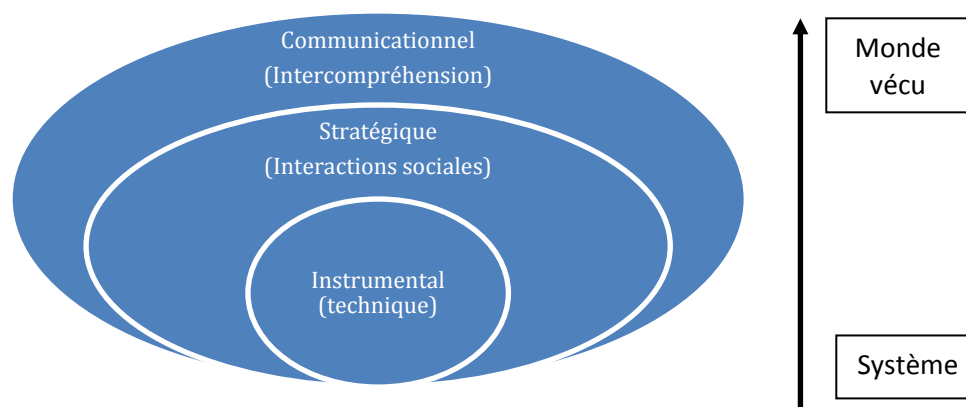 Communicationnel
(Intercompréhension)
Stratégique
(Interactions sociales)
Instrumental
(technique)
Monde
vécu
Système